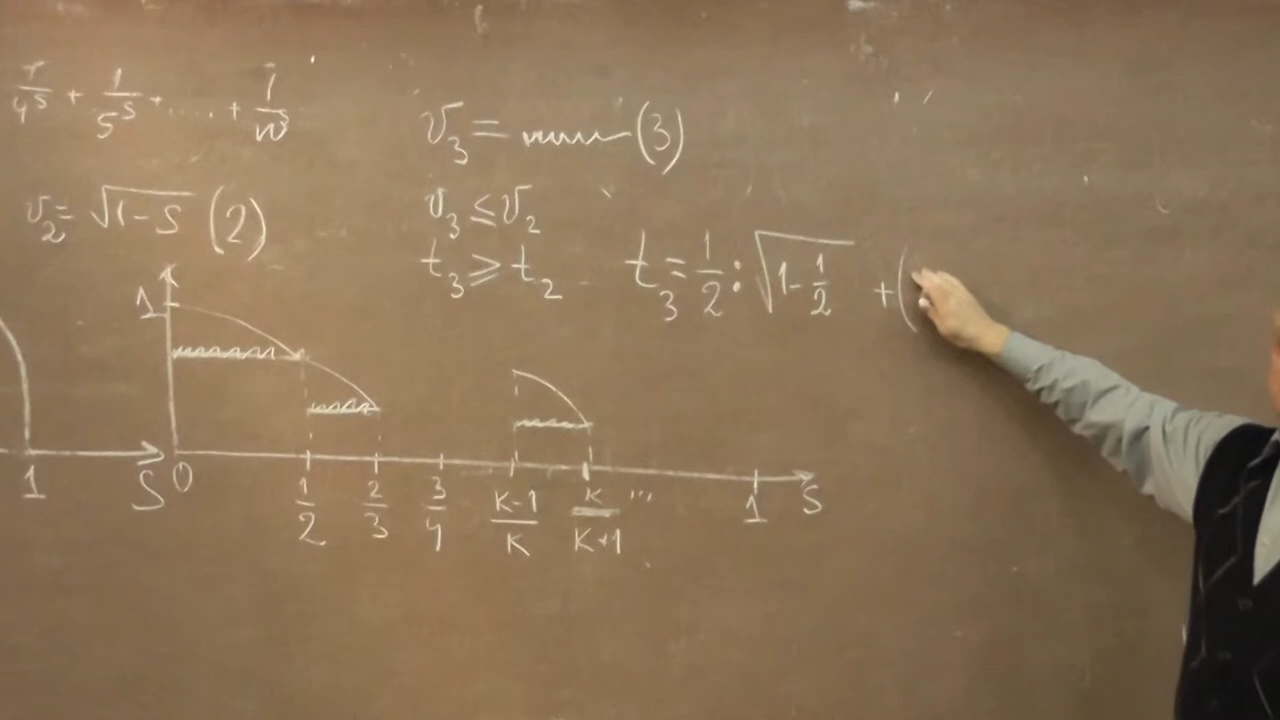 1/4^s + 1/5^s + .... + 1/n^s
v₂ = √(1-S) (2)
v₃ = (3)
v₃ ≤ v₂
t₃ ≥ t₂
t₃ = 1/2 : √(1 - 1/2) + (
1
1 S
0 1/2 2/3 3/4 K-1/K K/K+1 ... 1 S